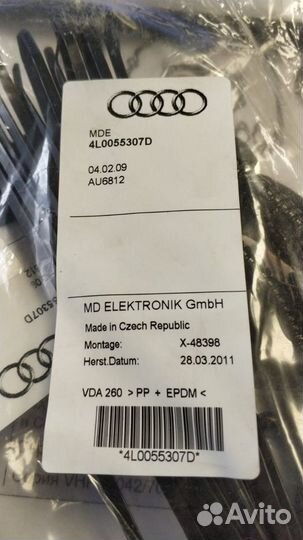 MDE
4L0055307D
04.02.09
AU6812
MD ELEKTRONIK GmbH
Made in Czech Republic
Montage: X-48398
Herst.Datum: 28.03.2011
VDA 260 > PP + EPDM <
*4L0055307D*
Серия
Avito